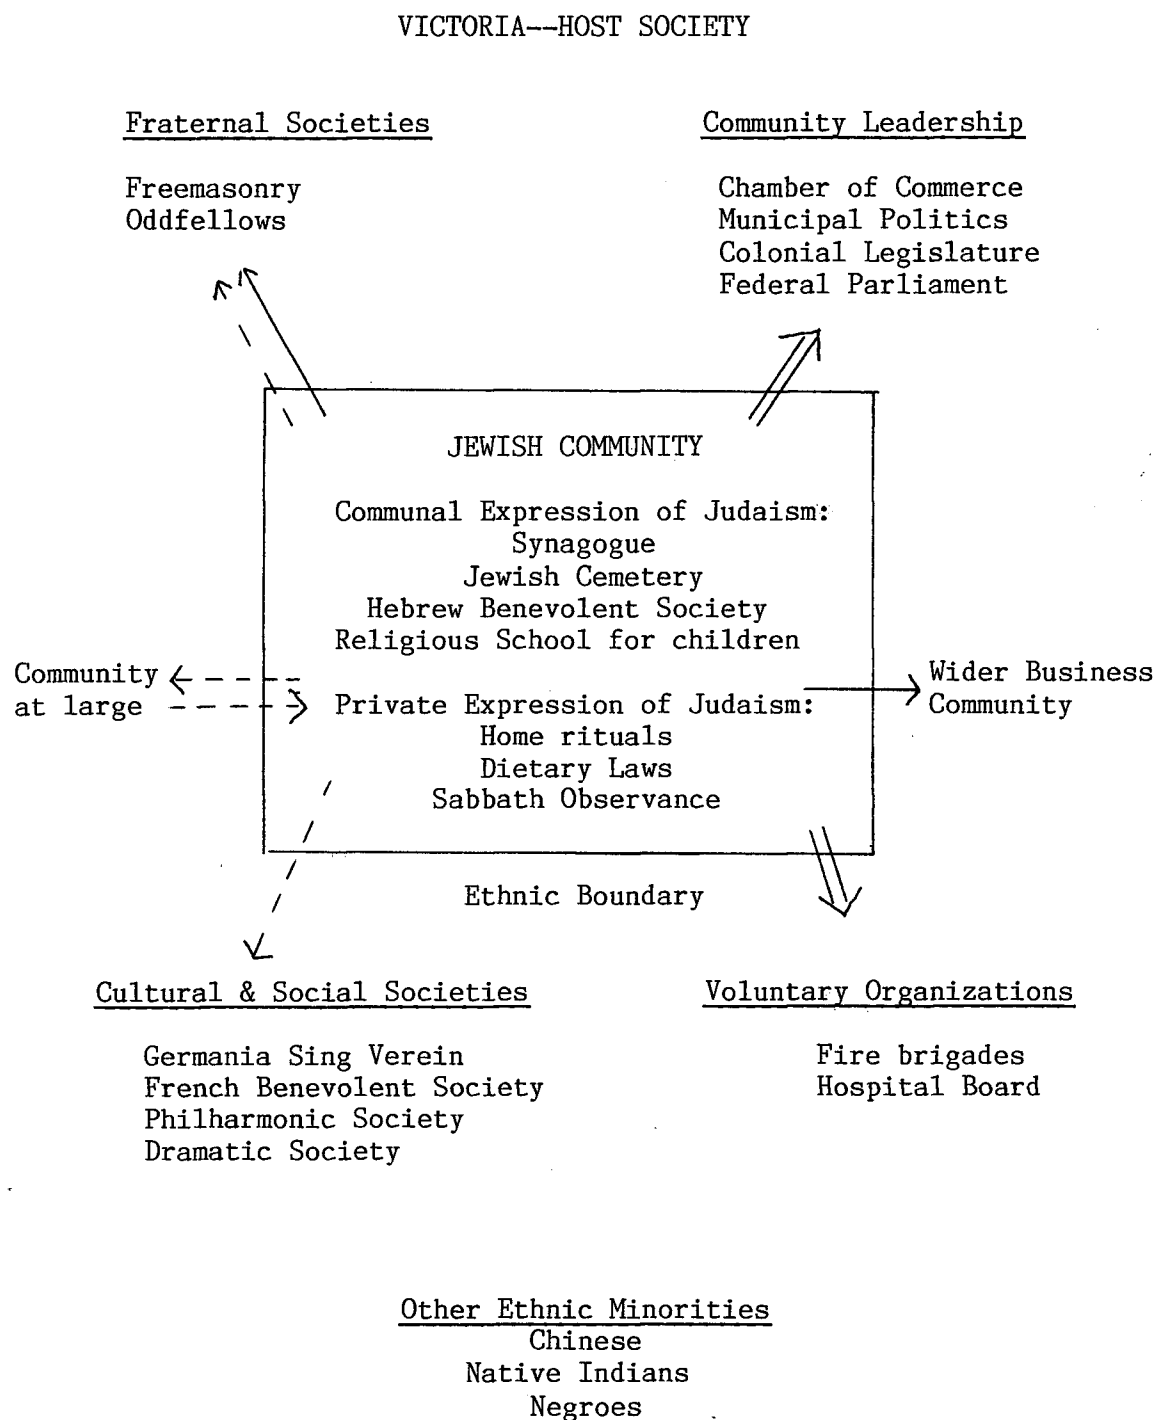 VICTORIA--HOST SOCIETY
Fraternal Societies
Freemasonry
Oddfellows
Community Leadership
Chamber of Commerce
Municipal Politics
Colonial Legislature
Federal Parliament
JEWISH COMMUNITY
Communal Expression of Judaism:
Synagogue
Jewish Cemetery
Hebrew Benevolent Society
Religious School for children
Community
at large
Private Expression of Judaism:
Home rituals
Dietary Laws
Sabbath Observance
Wider Business
Community
Ethnic Boundary
Cultural & Social Societies
Germania Sing Verein
French Benevolent Society
Philharmonic Society
Dramatic Society
Voluntary Organizations
Fire brigades
Hospital Board
Other Ethnic Minorities
Chinese
Native Indians
Negroes